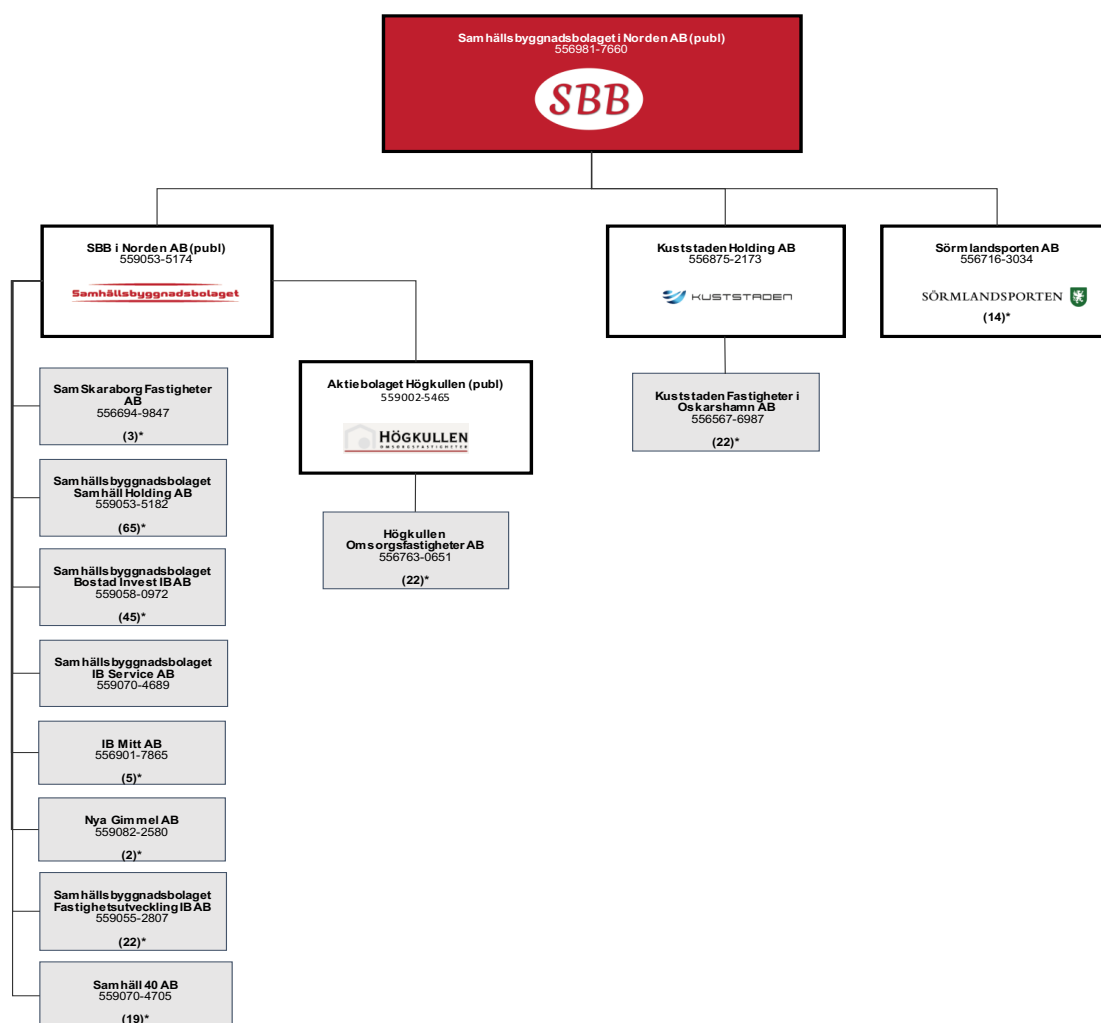 Samhällsbyggnadsbolaget i Norden AB (publ)
556981-7660
SBB
SBB i Norden AB (publ)
559053-5174
Samhällsbyggnadsbolaget
Kuststaden Holding AB
556875-2173
KUSTSTADEN
Sörmlandsporten AB
556716-3034
SÖRMLANDSPORTEN
(14)*
SamSkaraborg Fastigheter
AB
556694-9847
(3)*
Aktiebolaget Högkullen (publ)
559002-5465
HÖGKULLEN
OMSORGSFASTIGHETER
Kuststaden Fastigheter i
Oskarshamn AB
556567-6987
(22)*
Samhällsbyggnadsbolaget
Samhäll Holding AB
559053-5182
(65)*
Högkullen
Omsorgsfastigheter AB
556763-0651
(22)*
Samhällsbyggnadsbolaget
Bostad Invest IB AB
559058-0972
(45)*
Samhällsbyggnadsbolaget
IB Service AB
559070-4689
IB Mitt AB
556901-7865
(5)*
Nya Gimmel AB
559082-2580
(2)*
Samhällsbyggnadsbolaget
Fastighetsutveckling IB AB
559055-2807
(22)*
Samhäll 40 AB
559070-4705
(19)*